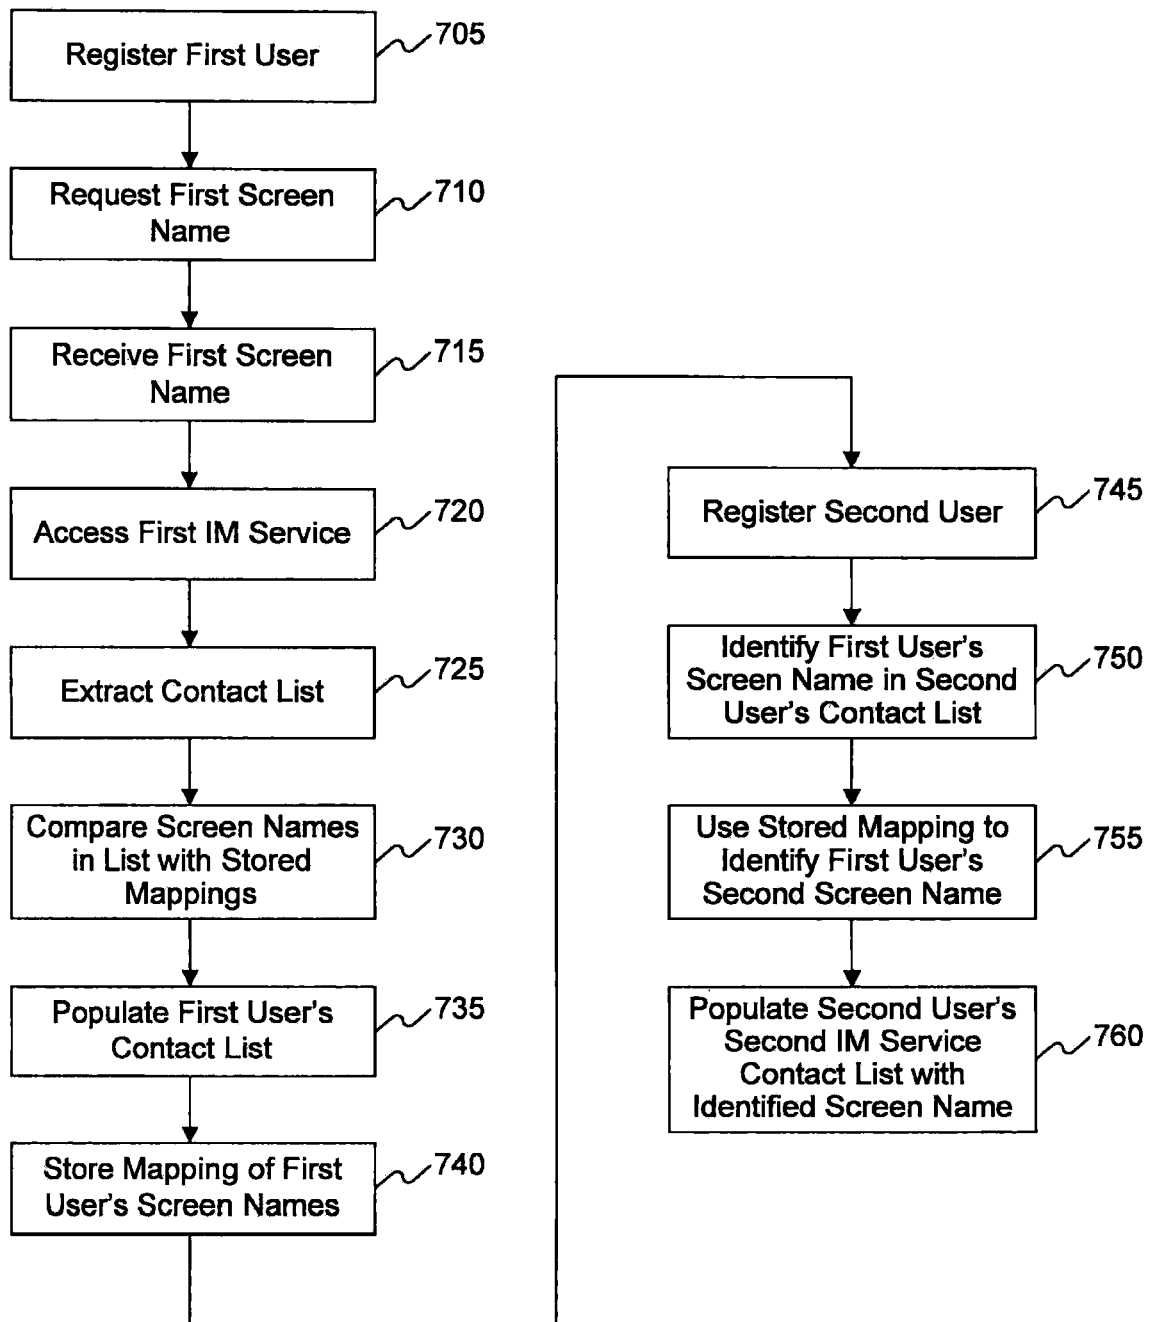 Register First User
705
Request First Screen
Name
710
Receive First Screen
Name
715
Access First IM Service
720
Extract Contact List
725
Compare Screen Names
in List with Stored
Mappings
730
Populate First User's
Contact List
735
Store Mapping of First
User's Screen Names
740
Register Second User
745
Identify First User's
Screen Name in Second
User's Contact List
750
Use Stored Mapping to
Identify First User's
Second Screen Name
755
Populate Second User's
Second IM Service
Contact List with
Identified Screen Name
760